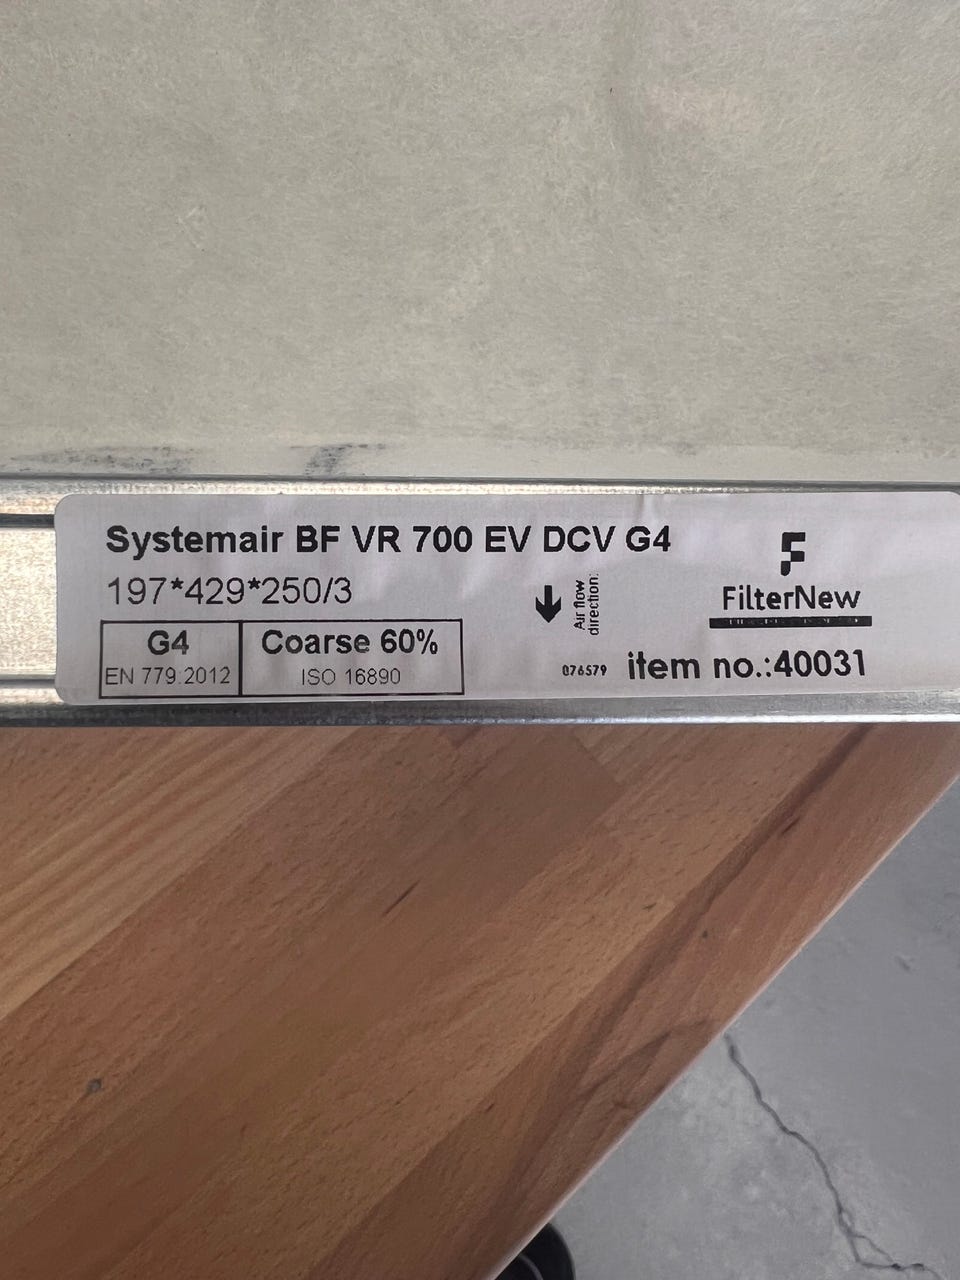 Systemair BF VR 700 EV DCV G4
197*429*250/3
G4
EN 779:2012
Coarse 60%
ISO 16890
Air flow
direction:
076579
FilterNew
item no.:40031